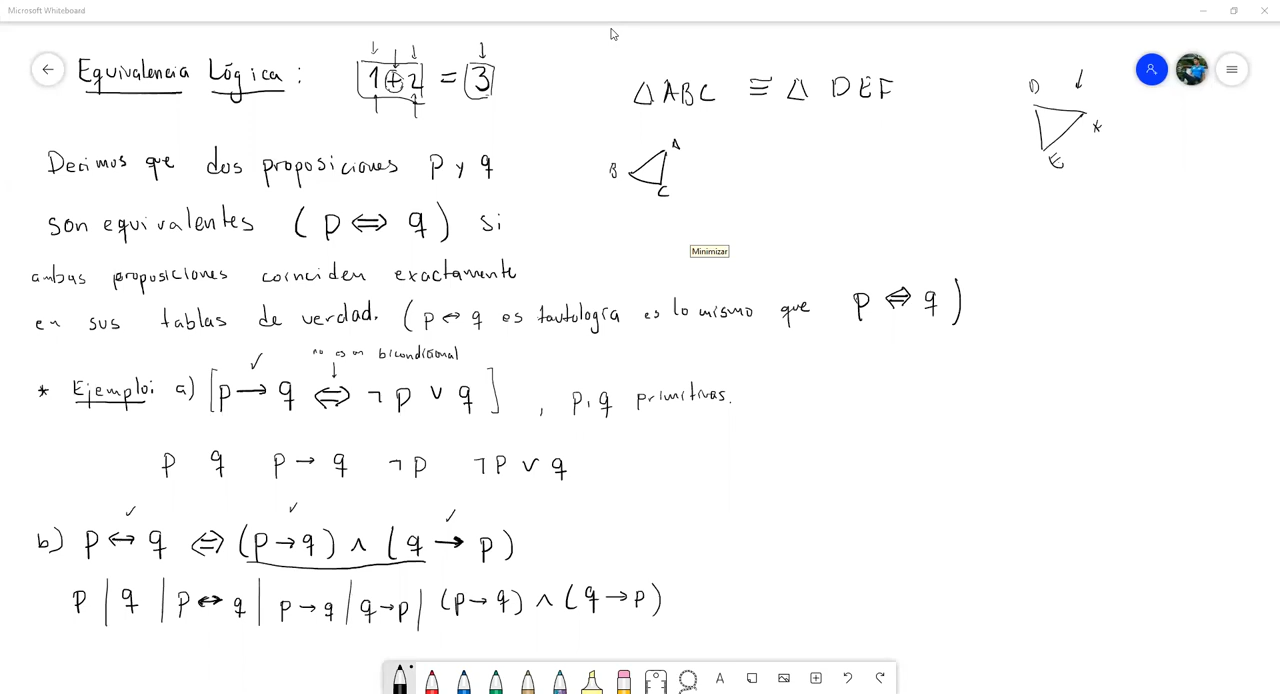 Microsoft Whiteboard
Equivalencia Lógica : 1 + 2 = 3
△ ABC ≅ △ DEF
D
*
E
A
B
C
Decimos que dos proposiciones p y q
son equivalentes ( p ⇔ q ) si
Minimizar
ambas proposiciones coinciden exactamente
en sus tablas de verdad. ( p ↔ q es tautología es lo mismo que p ⇔ q )
no es un bicondicional
* Ejemplo: a) [ p → q ⇔ ¬ p ∨ q ] , p, q primitivas.
p q p → q ¬ p ¬ p ∨ q
b) p ↔ q ⇔ ( p → q ) ∧ ( q → p )
p | q | p ↔ q | p → q | q → p | ( p → q ) ∧ ( q → p )